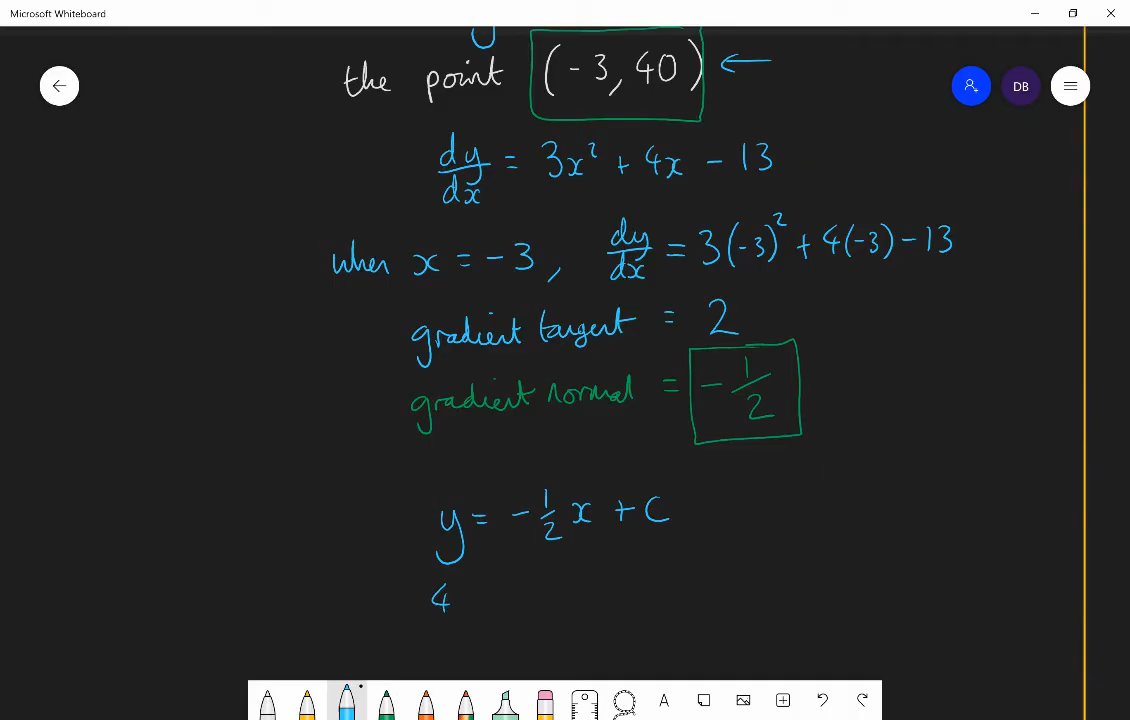 Microsoft Whiteboard
y
the point (-3, 40) ←
DB
dy/dx = 3x² + 4x - 13
when x = -3, dy/dx = 3(-3)² + 4(-3) - 13
gradient tangent = 2
gradient normal = -1/2
y = -1/2 x + C
4
A